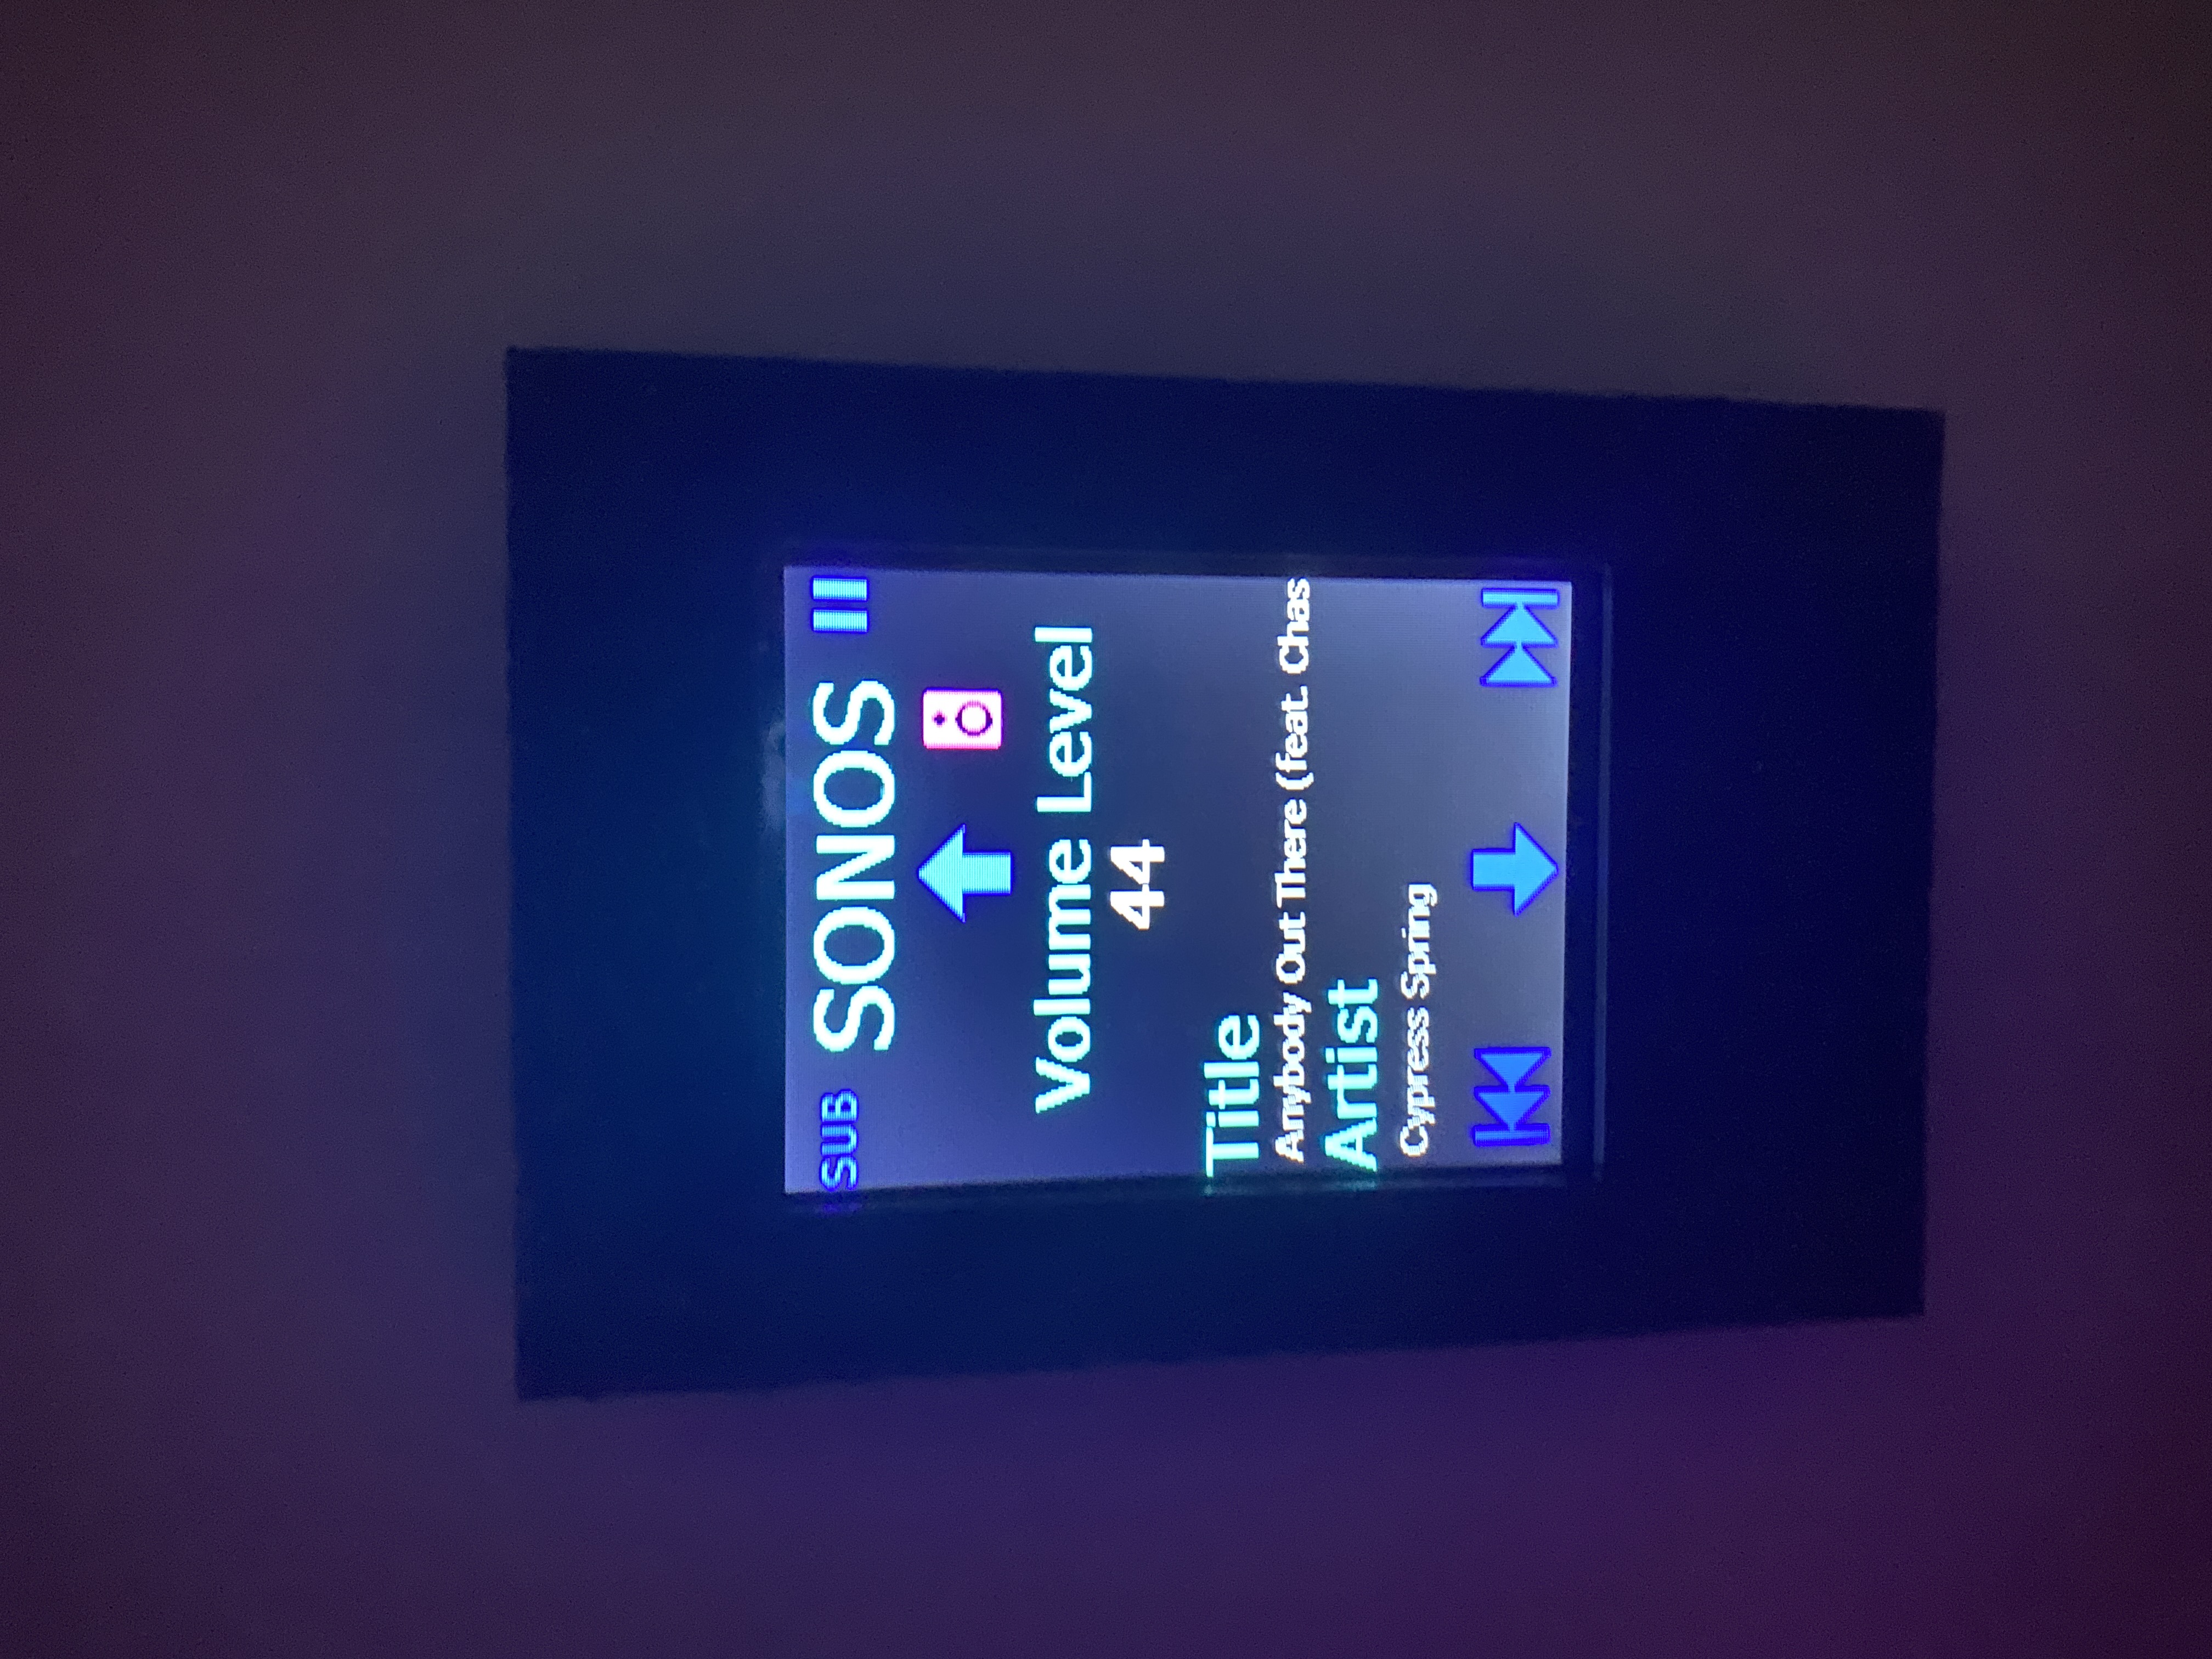 SUB SONOS
Volume Level
44
Title
Anybody Out There (feat. Chas
Artist
Cypress Spring